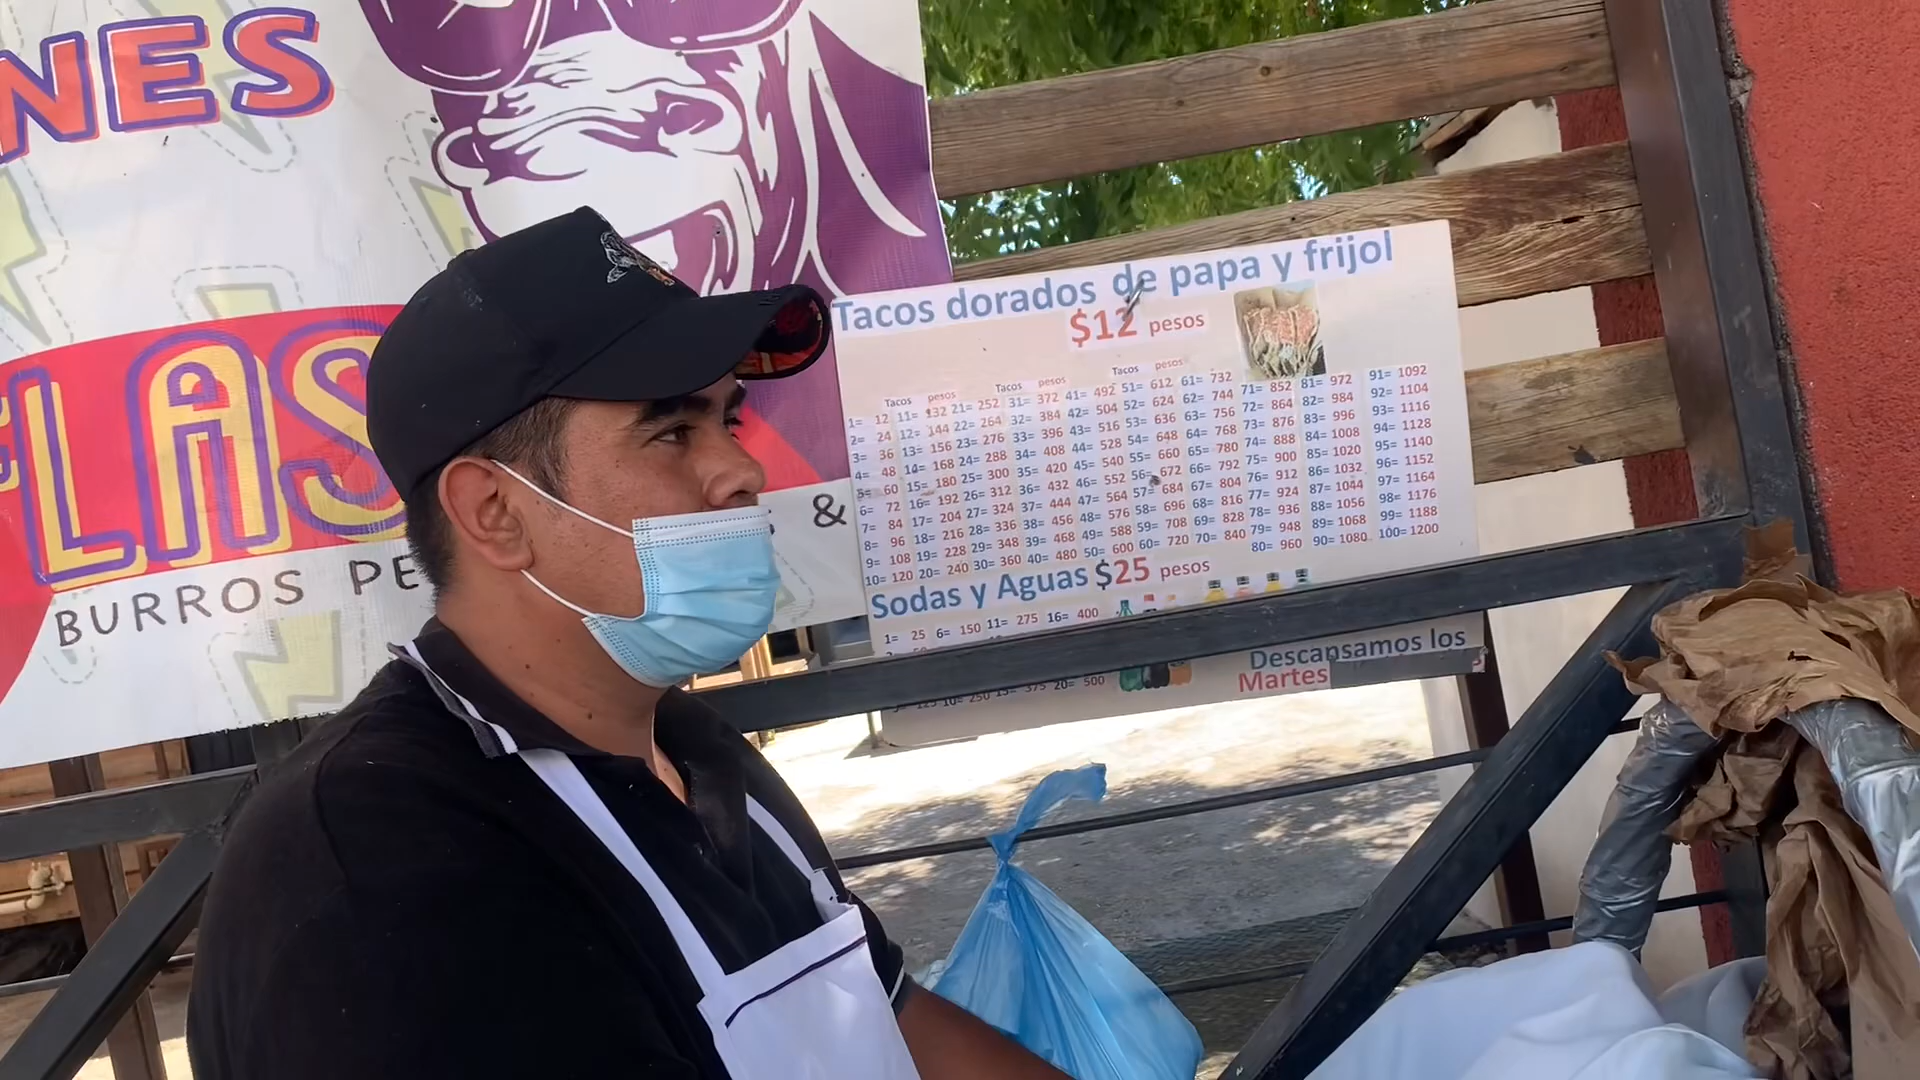 NES
LAS
BURROS PE
&
Tacos dorados de papa y frijol
$12 pesos
Tacos pesos Tacos pesos Tacos pesos
1= 12 11= 132 21= 252 31= 372 41= 492 51= 612 61= 732 71= 852 81= 972 91= 1092
2= 24 12= 144 22= 264 32= 384 42= 504 52= 624 62= 744 72= 864 82= 984 92= 1104
3= 36 13= 156 23= 276 33= 396 43= 516 53= 636 63= 756 73= 876 83= 996 93= 1116
4= 48 14= 168 24= 288 34= 408 44= 528 54= 648 64= 768 74= 888 84= 1008 94= 1128
5= 60 15= 180 25= 300 35= 420 45= 540 55= 660 65= 780 75= 900 85= 1020 95= 1140
6= 72 16= 192 26= 312 36= 432 46= 552 56= 672 66= 792 76= 912 86= 1032 96= 1152
7= 84 17= 204 27= 324 37= 444 47= 564 57= 684 67= 804 77= 924 87= 1044 97= 1164
8= 96 18= 216 28= 336 38= 456 48= 576 58= 696 68= 816 78= 936 88= 1056 98= 1176
9= 108 19= 228 29= 348 39= 468 49= 588 59= 708 69= 828 79= 948 89= 1068 99= 1188
10= 120 20= 240 30= 360 40= 480 50= 600 60= 720 70= 840 80= 960 90= 1080 100= 1200
Sodas y Aguas $25 pesos
1= 25 6= 150 11= 275 16= 400
125 10= 250 15= 375 20= 500
Descansamos los
Martes